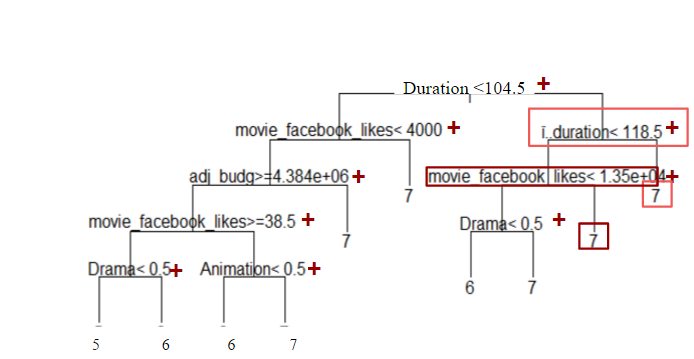 Duration <104.5 +
movie_facebook_likes< 4000 +
i..duration< 118.5 +
adj_budg>=4.384e+06 +
7
movie_facebook_likes< 1.35e+04 +
7
movie_facebook_likes>=38.5 +
7
Drama< 0.5 +
7
Drama< 0.5 +
Animation< 0.5 +
6
7
5
6
6
7